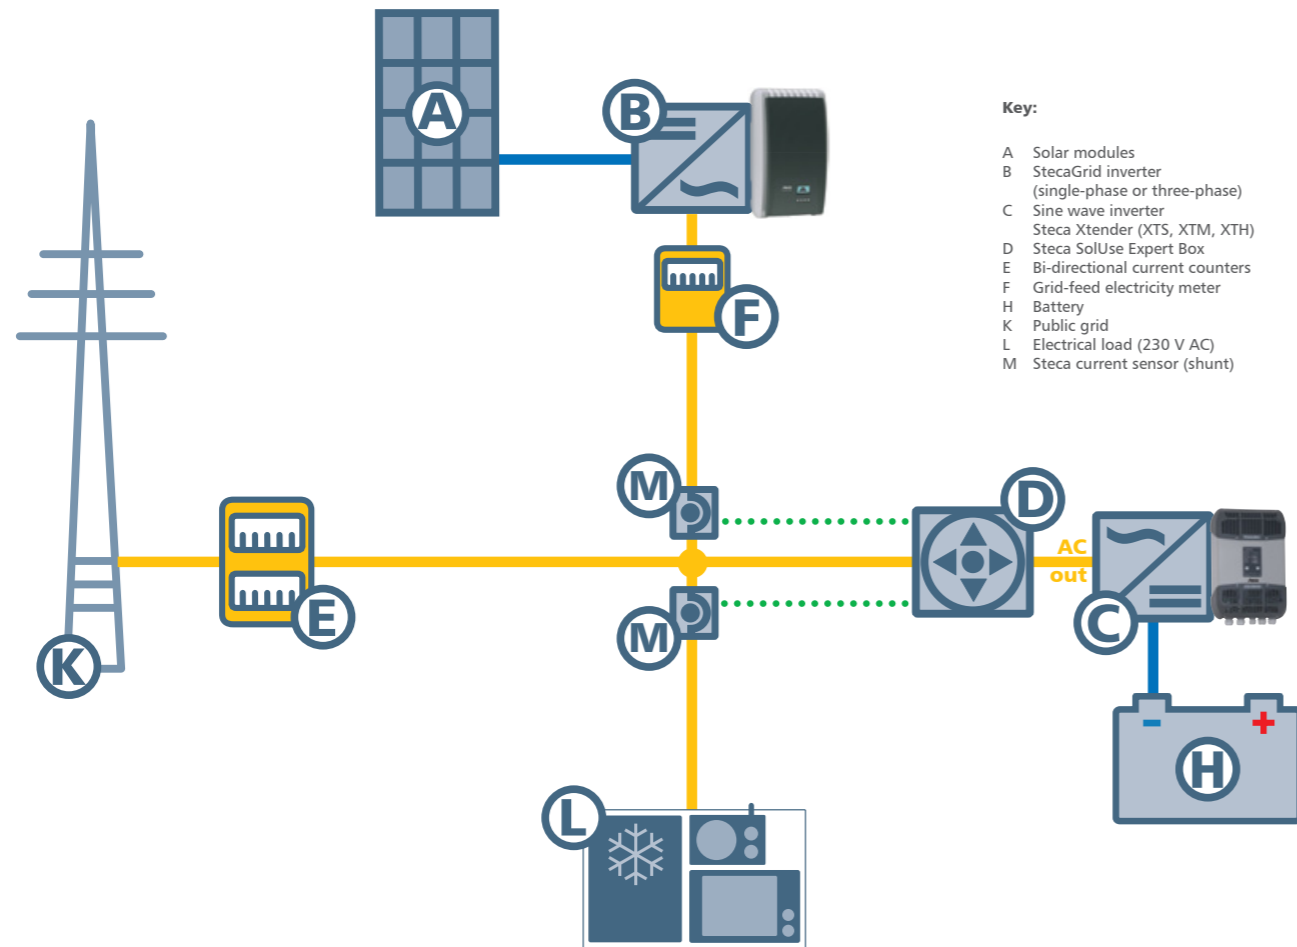 A
B
Key:
A Solar modules
B StecaGrid inverter
(single-phase or three-phase)
C Sine wave inverter
Steca Xtender (XTS, XTM, XTH)
D Steca SolUse Expert Box
E Bi-directional current counters
F Grid-feed electricity meter
H Battery
K Public grid
L Electrical load (230 V AC)
M Steca current sensor (shunt)
F
M
D
AC
out
E
M
C
K
- +
H
L